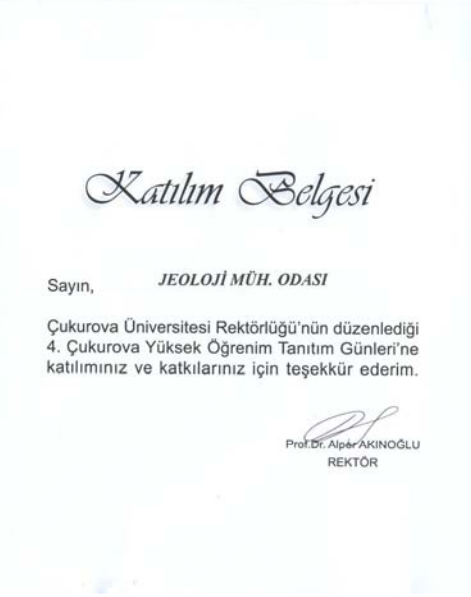 Katılım Belgesi
Sayın, JEOLOJİ MÜH. ODASI
Çukurova Üniversitesi Rektörlüğü'nün düzenlediği
4. Çukurova Yüksek Öğrenim Tanıtım Günleri'ne
katılımınız ve katkılarınız için teşekkür ederim.
Prof.Dr. Alper AKINOĞLU
REKTÖR